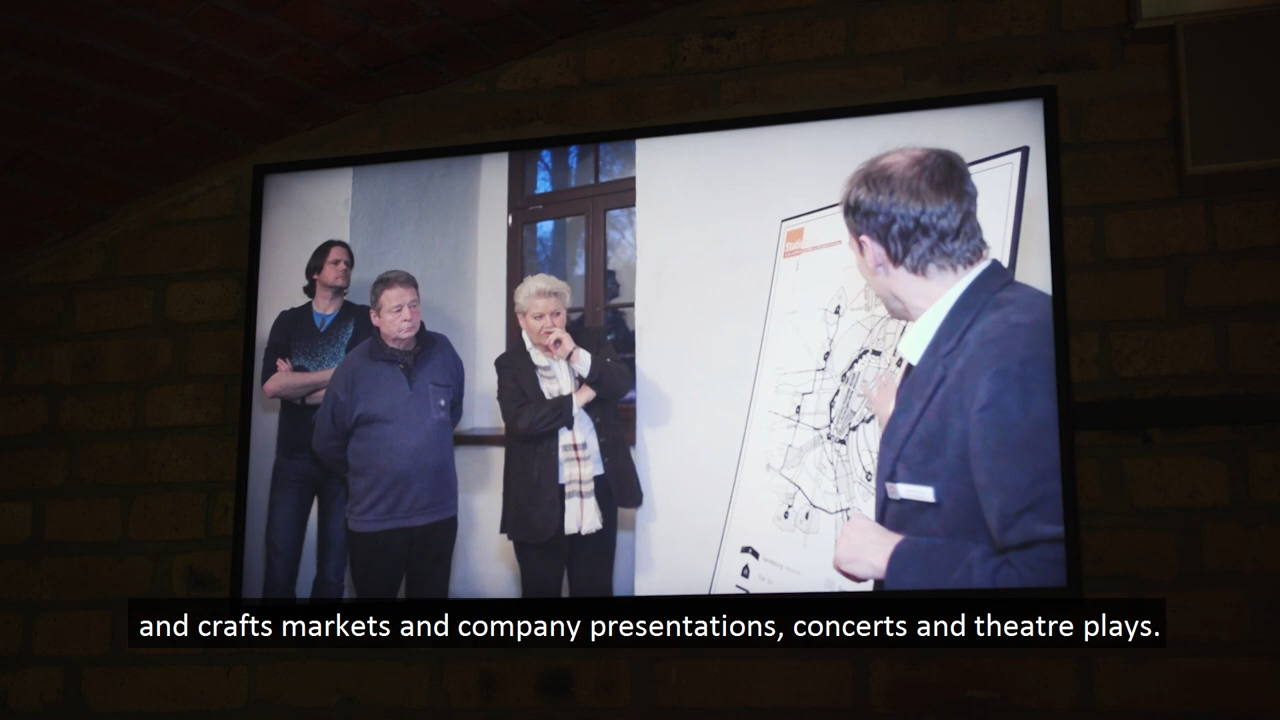 and crafts markets and company presentations, concerts and theatre plays.